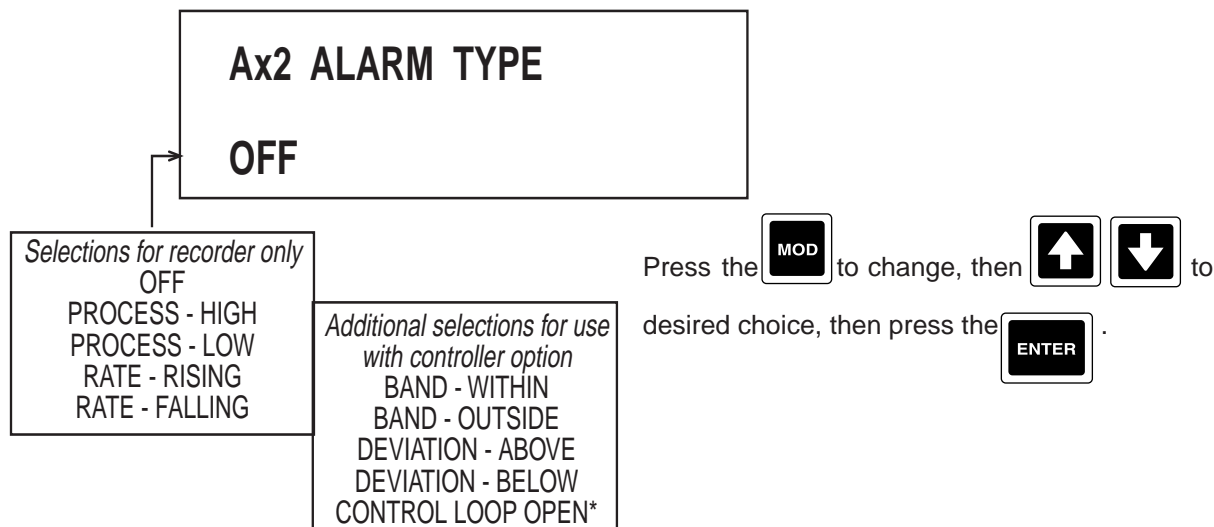 Ax2 ALARM TYPE
OFF
Selections for recorder only
OFF
PROCESS - HIGH
PROCESS - LOW
RATE - RISING
RATE - FALLING
Additional selections for use
with controller option
BAND - WITHIN
BAND - OUTSIDE
DEVIATION - ABOVE
DEVIATION - BELOW
CONTROL LOOP OPEN*
Press the MOD to change, then to
desired choice, then press the ENTER .